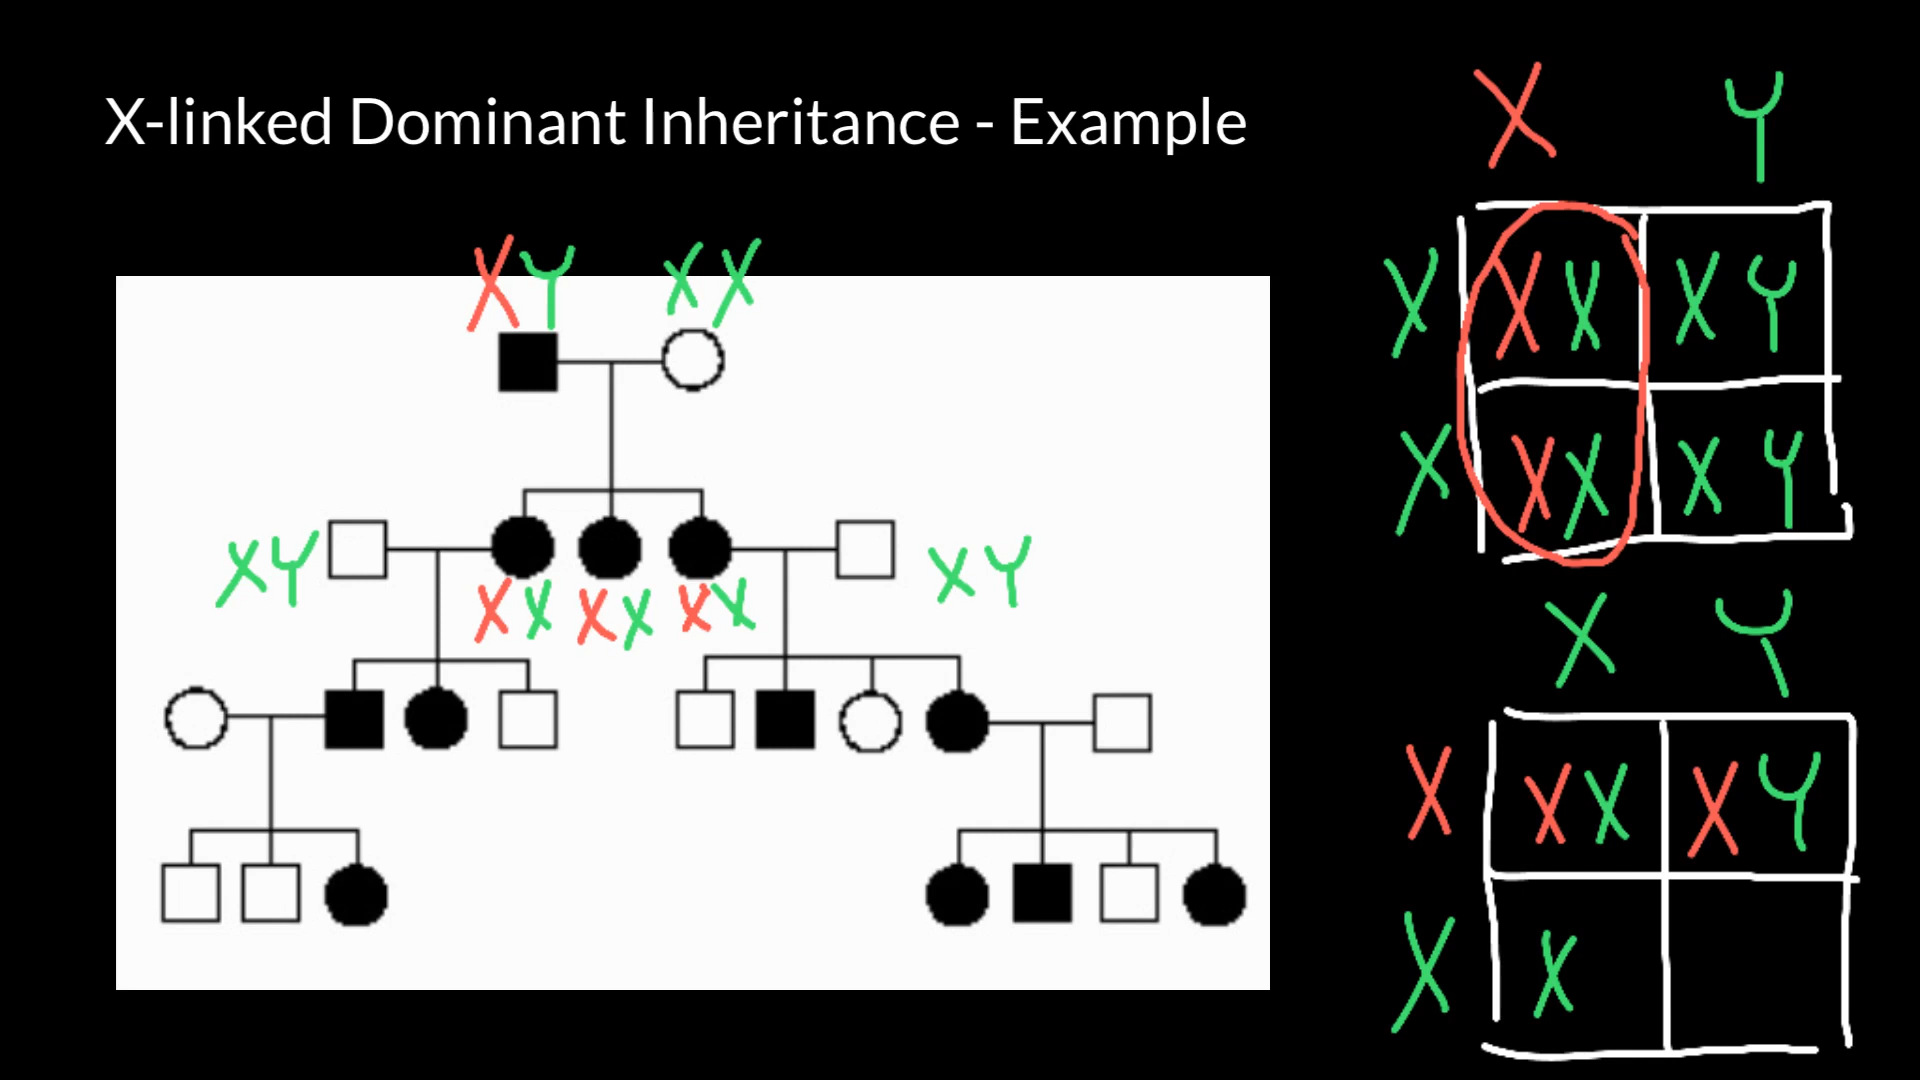 X-linked Dominant Inheritance - Example
X Y
XY XX
X XX XY
X XX XY
XY XX XX XX XY
X Y
X XX XY
X X